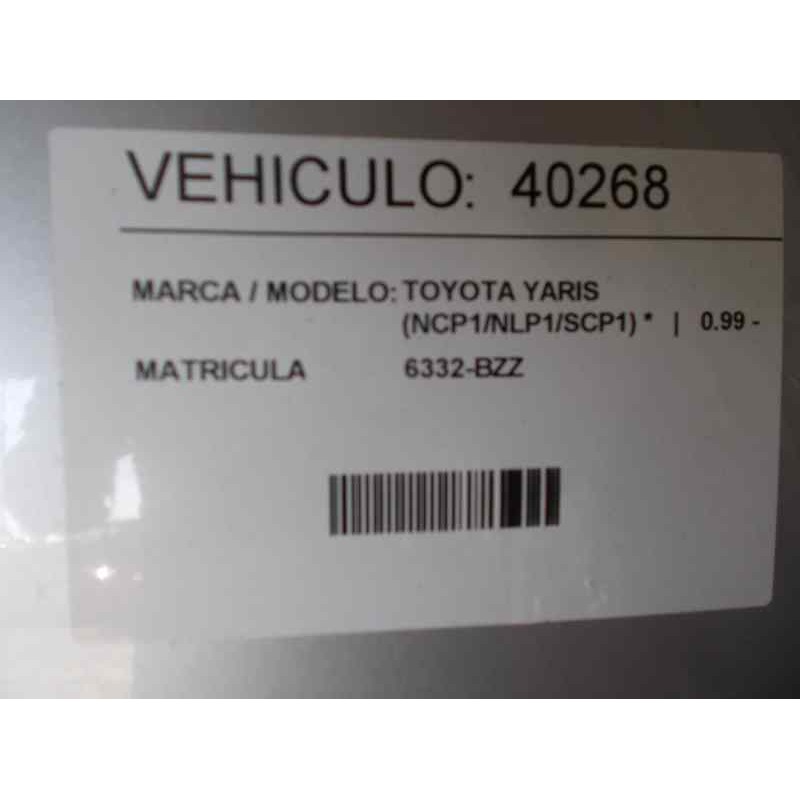 VEHICULO: 40268
MARCA / MODELO: TOYOTA YARIS
(NCP1/NLP1/SCP1) * | 0.99 -
MATRICULA 6332-BZZ